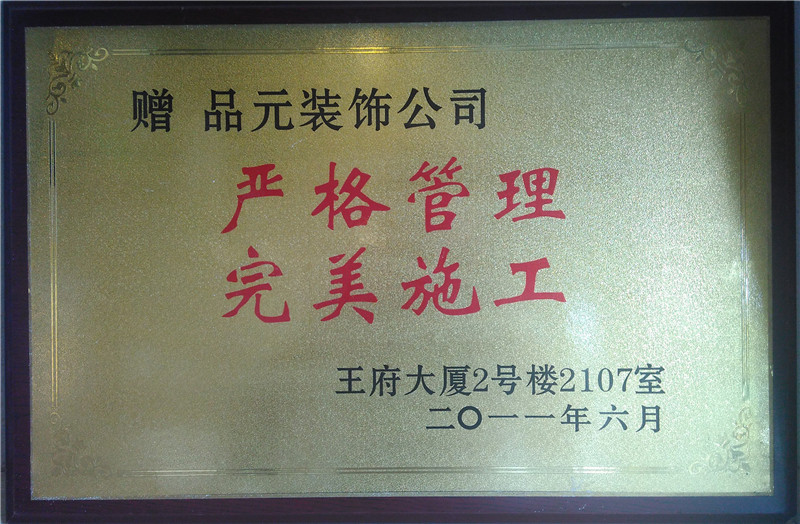 赠 品元装饰公司
严格管理
完美施工
王府大厦2号楼2107室
二〇一一年六月